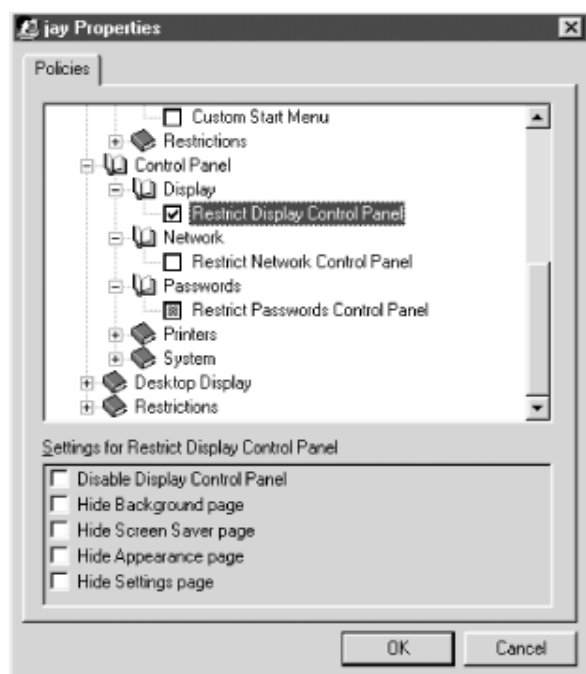 jay Properties
Policies
Custom Start Menu
Restrictions
Control Panel
Display
Restrict Display Control Panel
Network
Restrict Network Control Panel
Passwords
Restrict Passwords Control Panel
Printers
System
Desktop Display
Restrictions
Settings for Restrict Display Control Panel
Disable Display Control Panel
Hide Background page
Hide Screen Saver page
Hide Appearance page
Hide Settings page
OK Cancel